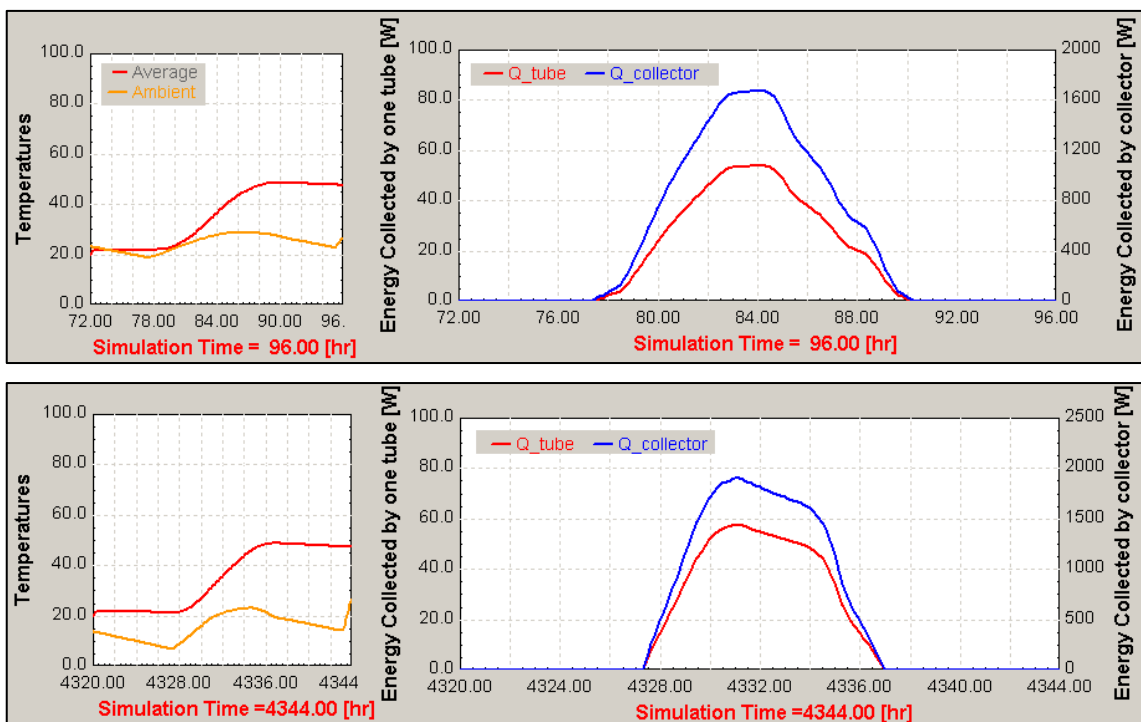 Temperatures
100.0
80.0
60.0
40.0
20.0
0.0
Average
Ambient
72.00 78.00 84.00 90.00 96.
Simulation Time = 96.00 [hr]
Energy Collected by one tube [W]
100.0
80.0
60.0
40.0
20.0
0.0
Q_tube Q_collector
72.00 76.00 80.00 84.00 88.00 92.00 96.00
Simulation Time = 96.00 [hr]
2000
1600
1200
800
400
0
Energy Collected by collector [W]
Temperatures
100.0
80.0
60.0
40.0
20.0
0.0
4320.00 4328.00 4336.00 4344
Simulation Time =4344.00 [hr]
Energy Collected by one tube [W]
100.0
80.0
60.0
40.0
20.0
0.0
Q_tube Q_collector
4320.00 4324.00 4328.00 4332.00 4336.00 4340.00 4344.00
Simulation Time =4344.00 [hr]
2500
2000
1500
1000
500
0
Energy Collected by collector [W]